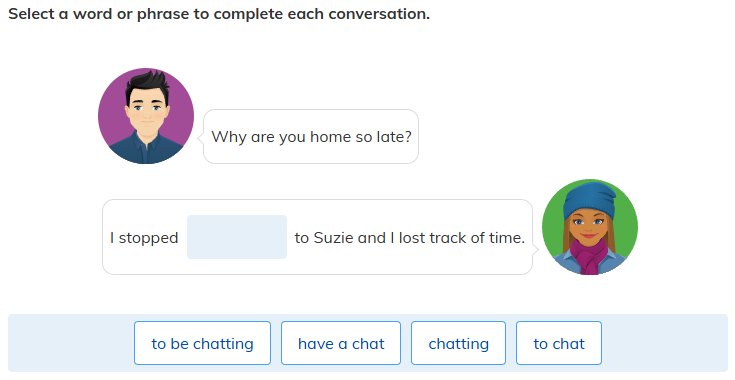 Select a word or phrase to complete each conversation.
Why are you home so late?
I stopped to Suzie and I lost track of time.
to be chatting have a chat chatting to chat